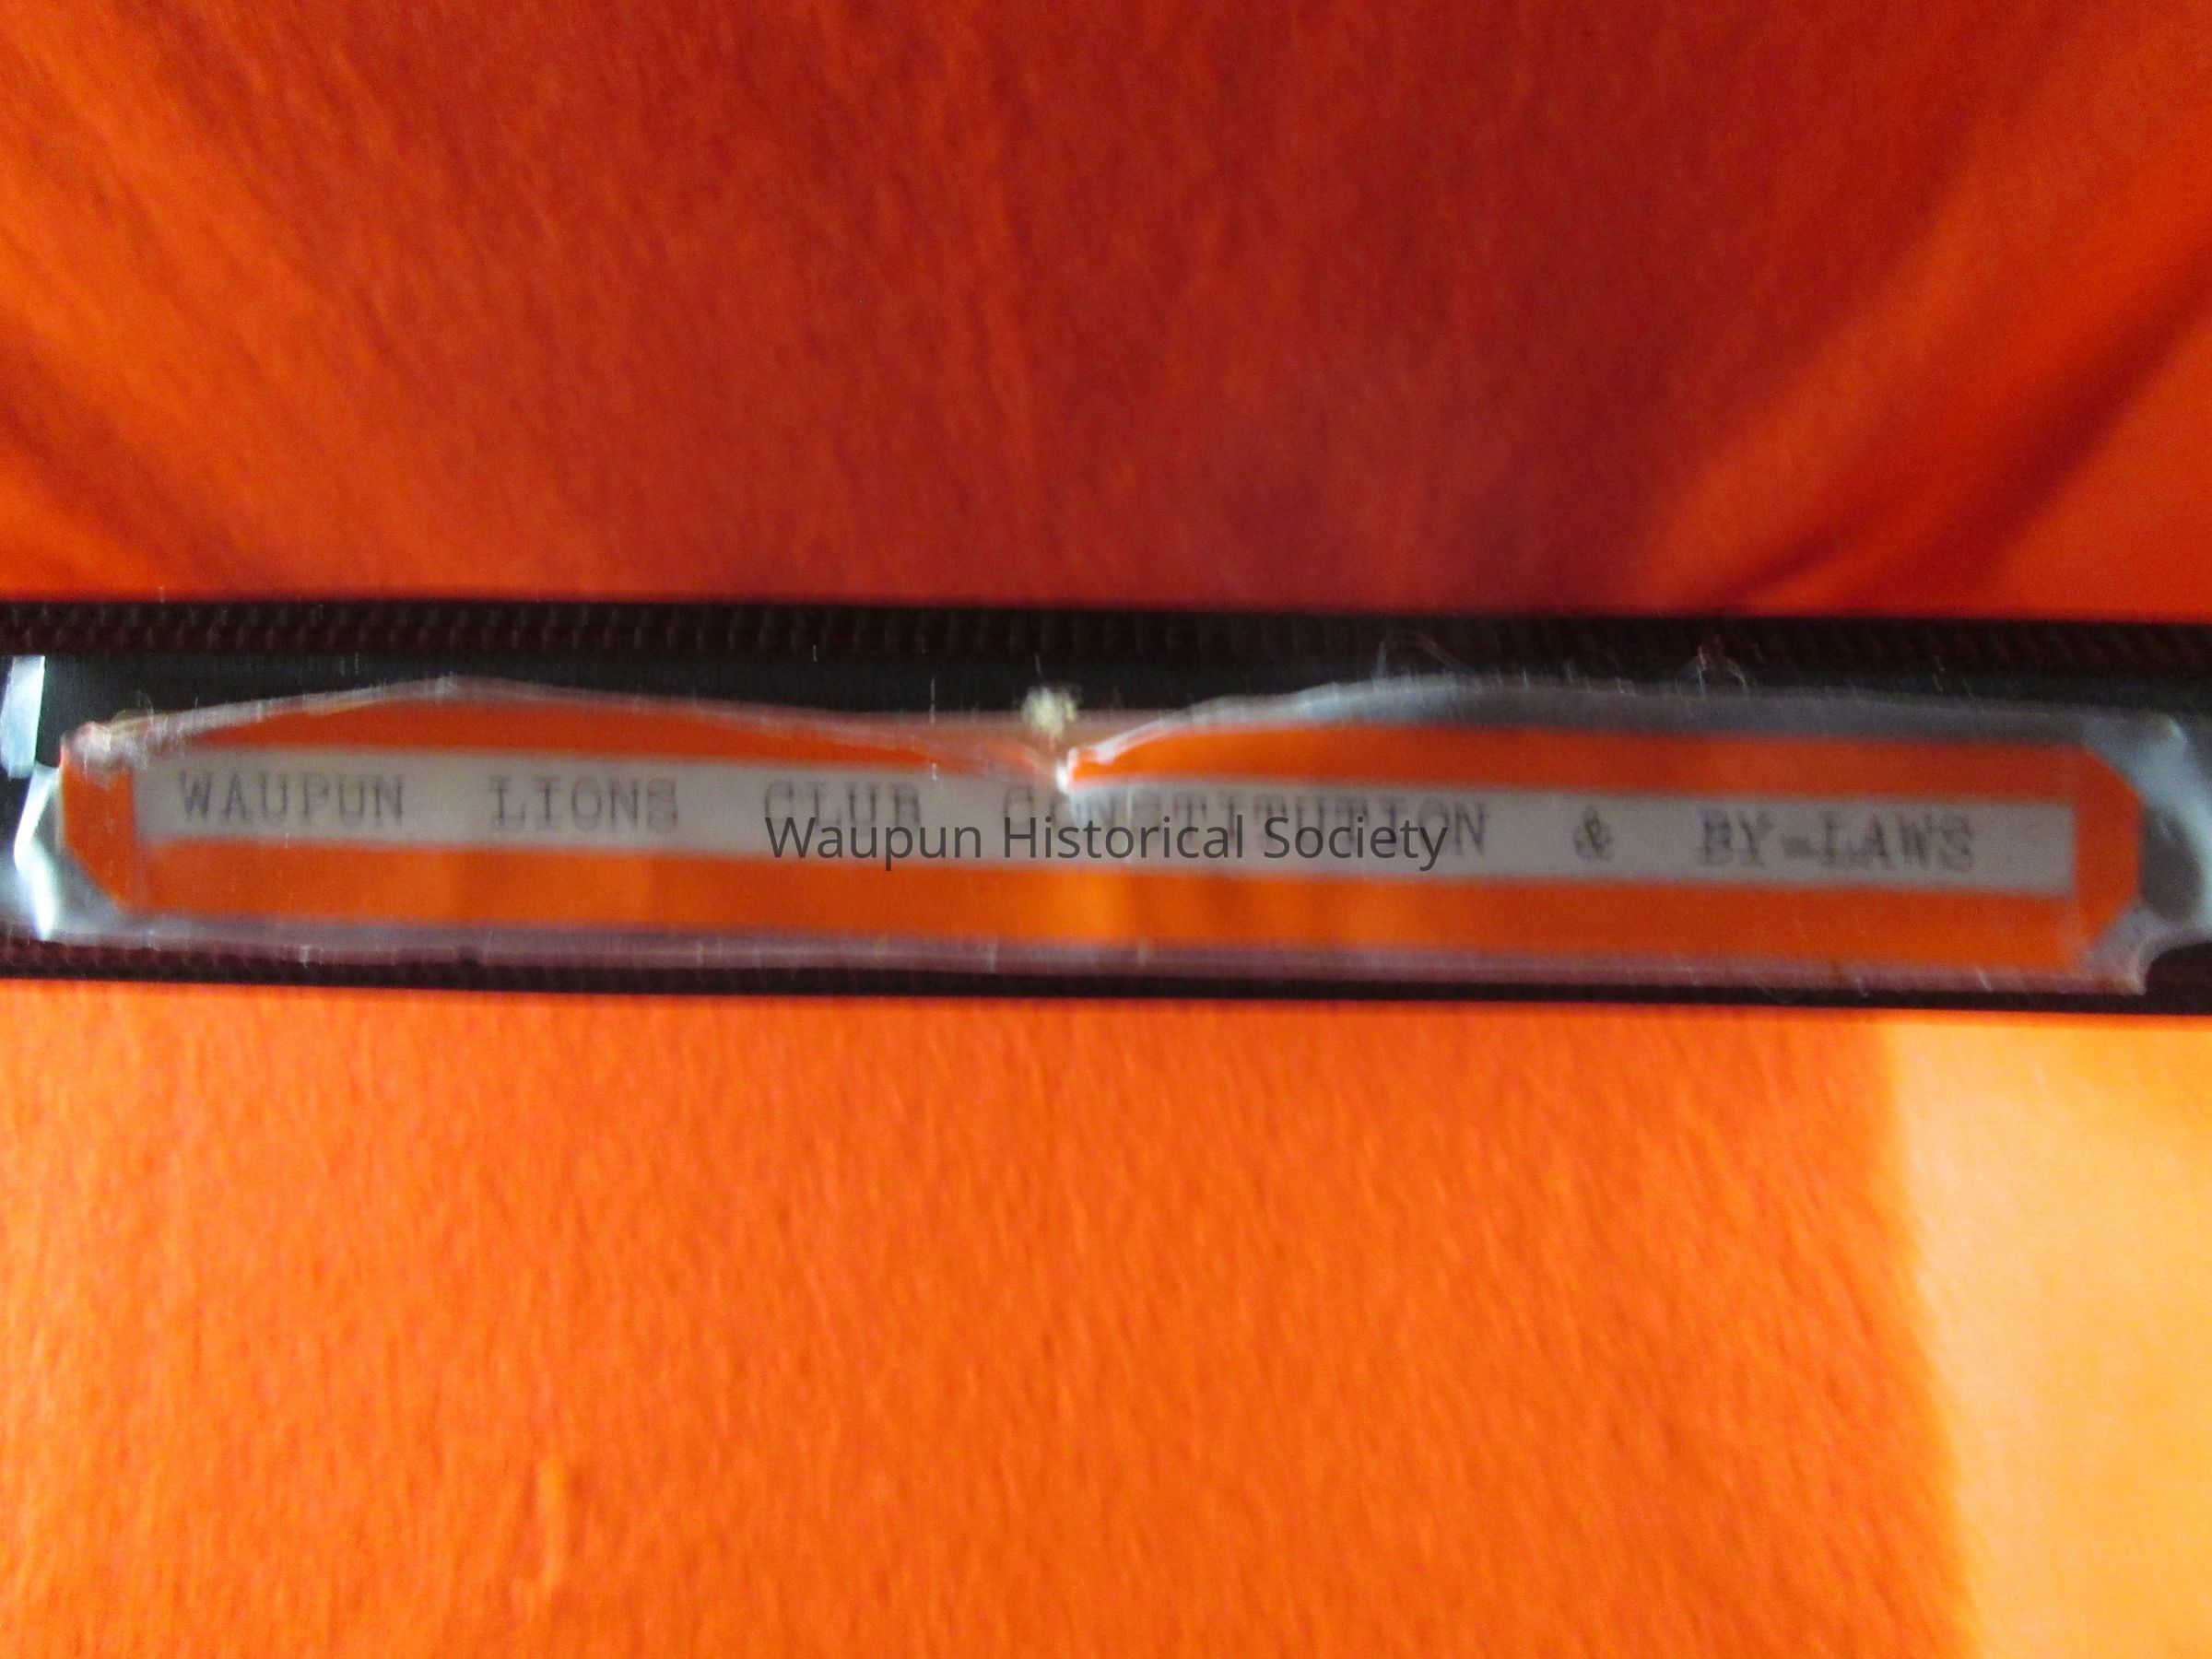 WAUPUN LIONS CLUB CONSTITUTION & BY-LAWS
Waupun Historical Society